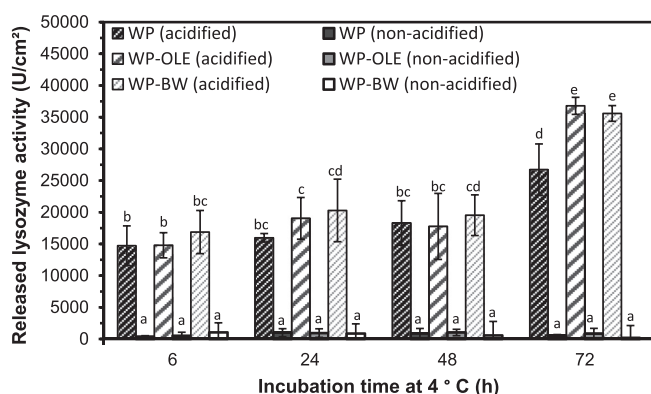 50000
45000
40000
35000
30000
25000
20000
15000
10000
5000
0
Released lysozyme activity (U/cm²)
WP (acidified) WP (non-acidified)
WP-OLE (acidified) WP-OLE (non-acidified)
WP-BW (acidified) WP-BW (non-acidified)
b a b a bc a
bc a c a cd a
bc a bc a cd a
d a e a e a
6 24 48 72
Incubation time at 4 ° C (h)